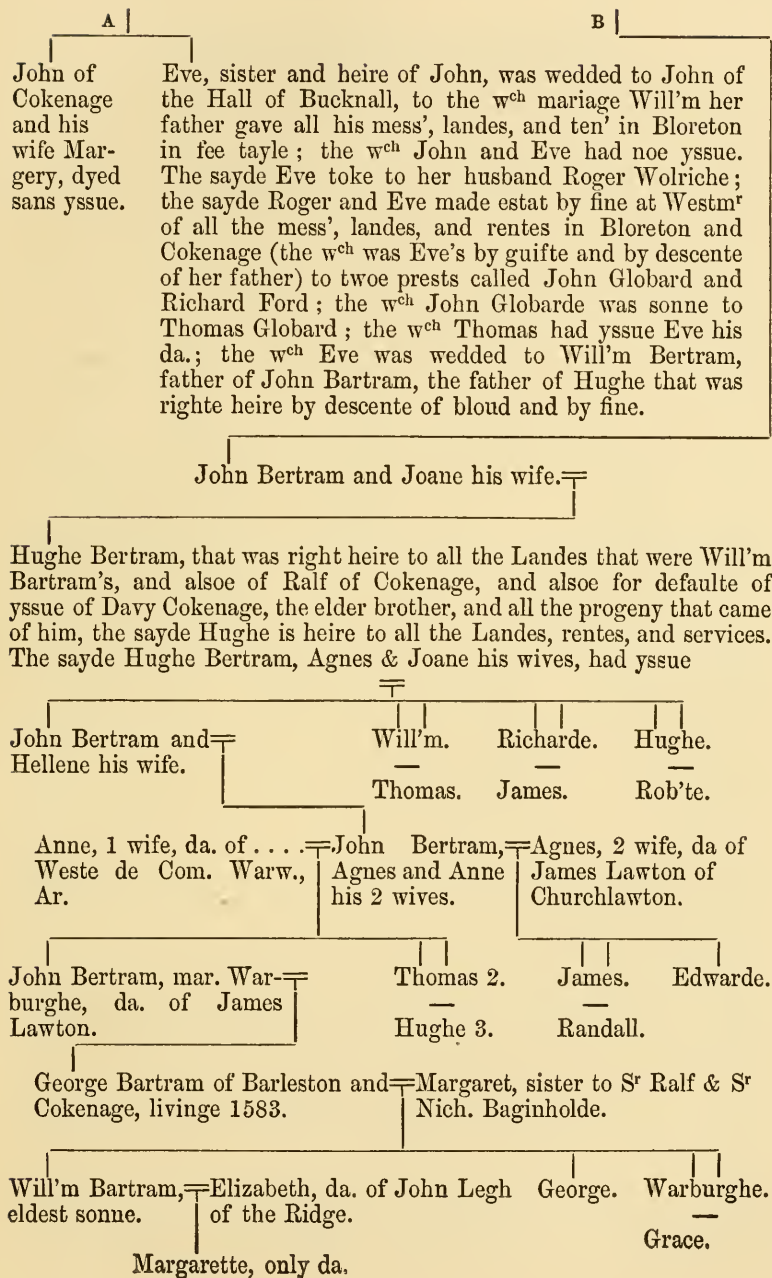 A B
John of
Cokenage
and his
wife Mar-
gery, dyed
sans yssue.
Eve, sister and heire of John, was wedded to John of
the Hall of Bucknall, to the wch mariage Will'm her
father gave all his mess', landes, and ten' in Bloreton
in fee tayle ; the wch John and Eve had noe yssue.
The sayde Eve toke to her husband Roger Wolriche ;
the sayde Roger and Eve made estat by fine at Westmr
of all the mess', landes, and rentes in Bloreton and
Cokenage (the wch was Eve's by guifte and by descente
of her father) to twoe prests called John Globard and
Richard Ford ; the wch John Globarde was sonne to
Thomas Globard ; the wch Thomas had yssue Eve his
da.; the wch Eve was wedded to Will'm Bertram,
father of John Bartram, the father of Hughe that was
righte heire by descente of bloud and by fine.
John Bertram and Joane his wife.
Hughe Bertram, that was right heire to all the Landes that were Will'm
Bartram's, and alsoe of Ralf of Cokenage, and alsoe for defaulte of
yssue of Davy Cokenage, the elder brother, and all the progeny that came
of him, the sayde Hughe is heire to all the Landes, rentes, and services.
The sayde Hughe Bertram, Agnes & Joane his wives, had yssue
John Bertram and
Hellene his wife.
Will'm.
—
Thomas.
Richarde.
—
James.
Hughe.
—
Rob'te.
Anne, 1 wife, da. of . . . .
Weste de Com. Warw.,
Ar.
John Bertram,
Agnes and Anne
his 2 wives.
Agnes, 2 wife, da of
James Lawton of
Churchlawton.
John Bertram, mar. War-
burghe, da. of James
Lawton.
Thomas 2.
—
Hughe 3.
James.
—
Randall.
Edwarde.
George Bartram of Barleston and
Cokenage, livinge 1583.
Margaret, sister to Sr Ralf & Sr
Nich. Baginholde.
Will'm Bartram,
eldest sonne.
Elizabeth, da. of John Legh
of the Ridge.
George.
Warburghe.
—
Grace.
Margarette, only da.